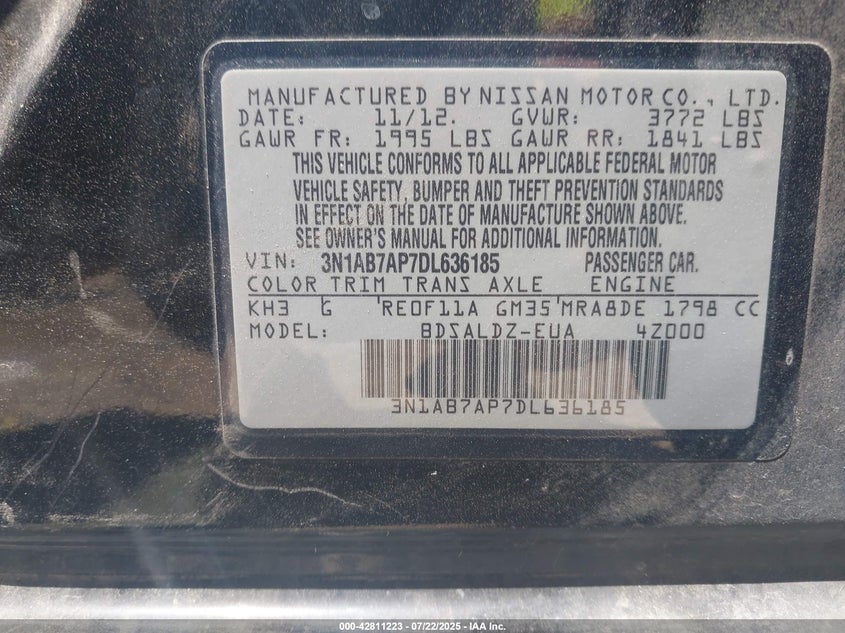 MANUFACTURED BY NISSAN MOTOR CO., LTD.
DATE: 11/12. GVWR: 3772 LBS
GAWR FR: 1995 LBS GAWR RR: 1841 LBS
THIS VEHICLE CONFORMS TO ALL APPLICABLE FEDERAL MOTOR
VEHICLE SAFETY, BUMPER AND THEFT PREVENTION STANDARDS
IN EFFECT ON THE DATE OF MANUFACTURE SHOWN ABOVE.
SEE OWNER'S MANUAL FOR ADDITIONAL INFORMATION.
VIN: 3N1AB7AP7DL636185 PASSENGER CAR.
COLOR TRIM TRANS AXLE ENGINE
KH3 G 'RE0F11A GM35'MRA8DE 1798 CC
MODEL: BDSALDZ-EUA 4Z000
3N1AB7AP7DL636185
000-42811223 - 07/22/2025 - IAA Inc.